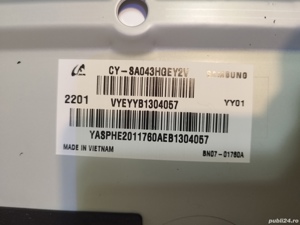 CY-SA043HGEY2V SAMSUNG
2201 VYEYYB1304057 YY01
YASPHE2011760AEB1304057
MADE IN VIETNAM BN07-01760A
publi24.ro